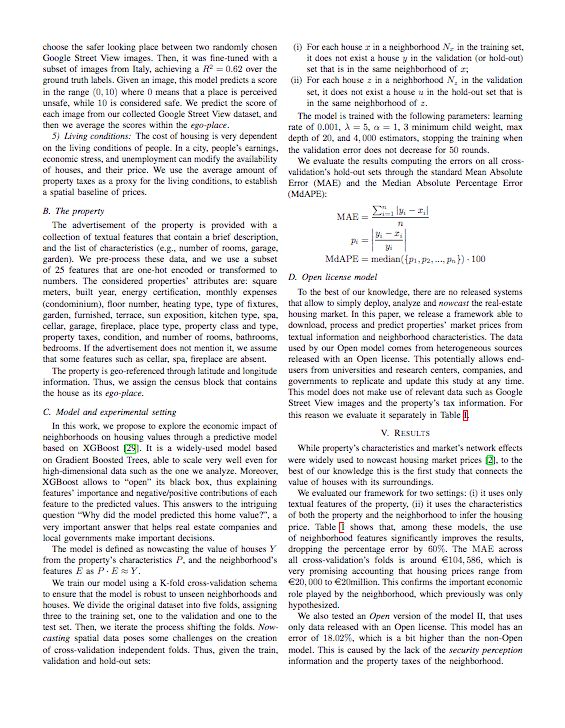 choose the safer looking place between two randomly chosen
Google Street View images. Then, it was fine-tuned with a
subset of images from Italy, achieving a R² = 0.62 over the
ground truth labels. Given an image, this model predicts a score
in the range (0, 10) where 0 means that a place is perceived
unsafe, while 10 is considered safe. We predict the score of
each image from our collected Google Street View dataset, and
then we average the scores within the ego-place.
5) Living conditions: The cost of housing is very dependent
on the living conditions of people. In a city, people's earnings,
economic stress, and unemployment can modify the availability
of houses, and their price. We use the average amount of
property taxes as a proxy for the living conditions, to establish
a spatial baseline of prices.
B. The property
The advertisement of the property is provided with a
collection of textual features that contain a brief description,
and the list of characteristics (e.g., number of rooms, garage,
garden). We pre-process these data, and we use a subset
of 25 features that are one-hot encoded or transformed to
numbers. The considered properties' attributes are: square
meters, built year, energy certification, monthly expenses
(condominium), floor number, heating type, type of fixtures,
garden, furnished, terrace, sun exposition, kitchen type, spa,
cellar, garage, fireplace, place type, property class and type,
property taxes, condition, and number of rooms, bathrooms,
bedrooms. If the advertisement does not mention it, we assume
that some features such as cellar, spa, fireplace are absent.
The property is geo-referenced through latitude and longitude
information. Thus, we assign the census block that contains
the house as its ego-place.
C. Model and experimental setting
In this work, we propose to explore the economic impact of
neighborhoods on housing values through a predictive model
based on XGBoost [29]. It is a widely-used model based
on Gradient Boosted Trees, able to scale very well even for
high-dimensional data such as the one we analyze. Moreover,
XGBoost allows to "open" its black box, thus explaining
features' importance and negative/positive contributions of each
feature to the predicted values. This answers to the intriguing
question "Why did the model predicted this home value?", a
very important answer that helps real estate companies and
local governments make important decisions.
The model is defined as nowcasting the value of houses Y
from the property's characteristics P, and the neighborhood's
features E as P · E ≈ Y.
We train our model using a K-fold cross-validation schema
to ensure that the model is robust to unseen neighborhoods and
houses. We divide the original dataset into five folds, assigning
three to the training set, one to the validation and one to the
test set. Then, we iterate the process shifting the folds. Now-
casting spatial data poses some challenges on the creation
of cross-validation independent folds. Thus, given the train,
validation and hold-out sets:
(i) For each house x in a neighborhood Nx in the training set,
it does not exist a house y in the validation (or hold-out)
set that is in the same neighborhood of x;
(ii) For each house z in a neighborhood Nz in the validation
set, it does not exist a house u in the hold-out set that is
in the same neighborhood of z.
The model is trained with the following parameters: learning
rate of 0.001, λ = 5, α = 1, 3 minimum child weight, max
depth of 20, and 4,000 estimators, stopping the training when
the validation error does not decrease for 50 rounds.
We evaluate the results computing the errors on all cross-
validation's hold-out sets through the standard Mean Absolute
Error (MAE) and the Median Absolute Percentage Error
(MdAPE):
MAE = ∑ⁿᵢ₌₁ |yᵢ − xᵢ| / n
pᵢ = |yᵢ − xᵢ / yᵢ|
MdAPE = median({p₁, p₂, ..., pₙ}) · 100
D. Open license model
To the best of our knowledge, there are no released systems
that allow to simply deploy, analyze and nowcast the real-estate
housing market. In this paper, we release a framework able to
download, process and predict properties' market prices from
textual information and neighborhood characteristics. The data
used by our Open model comes from heterogeneous sources
released with an Open license. This potentially allows end-
users from universities and research centers, companies, and
governments to replicate and update this study at any time.
This model does not make use of relevant data such as Google
Street View images and the property's tax information. For
this reason we evaluate it separately in Table I.
V. RESULTS
While property's characteristics and market's network effects
were widely used to nowcast housing market prices [2], to the
best of our knowledge this is the first study that connects the
value of houses with its surroundings.
We evaluated our framework for two settings: (i) it uses only
textual features of the property, (ii) it uses the characteristics
of both the property and the neighborhood to infer the housing
price. Table I shows that, among these models, the use
of neighborhood features significantly improves the results,
dropping the percentage error by 60%. The MAE across
all cross-validation's folds is around €104,586, which is
very promising accounting that housing prices range from
€20,000 to €20million. This confirms the important economic
role played by the neighborhood, which previously was only
hypothesized.
We also tested an Open version of the model II, that uses
only data released with an Open license. This model has an
error of 18.02%, which is a bit higher than the non-Open
model. This is caused by the lack of the security perception
information and the property taxes of the neighborhood.